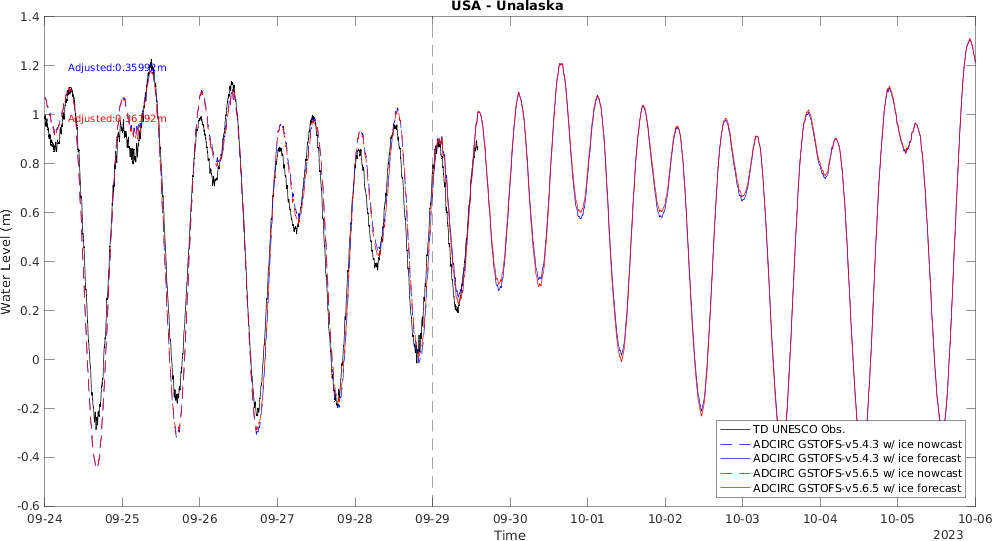 USA - Unalaska
1.4
1.2
1
0.8
0.6
0.4
0.2
0
-0.2
-0.4
-0.6
Water Level (m)
Adjusted:0.35992m
Adjusted:0.36192m
TD UNESCO Obs.
ADCIRC GSTOFS-v5.4.3 w/ ice nowcast
ADCIRC GSTOFS-v5.4.3 w/ ice forecast
ADCIRC GSTOFS-v5.6.5 w/ ice nowcast
ADCIRC GSTOFS-v5.6.5 w/ ice forecast
09-24 09-25 09-26 09-27 09-28 09-29 09-30 10-01 10-02 10-03 10-04 10-05 10-06
Time
2023